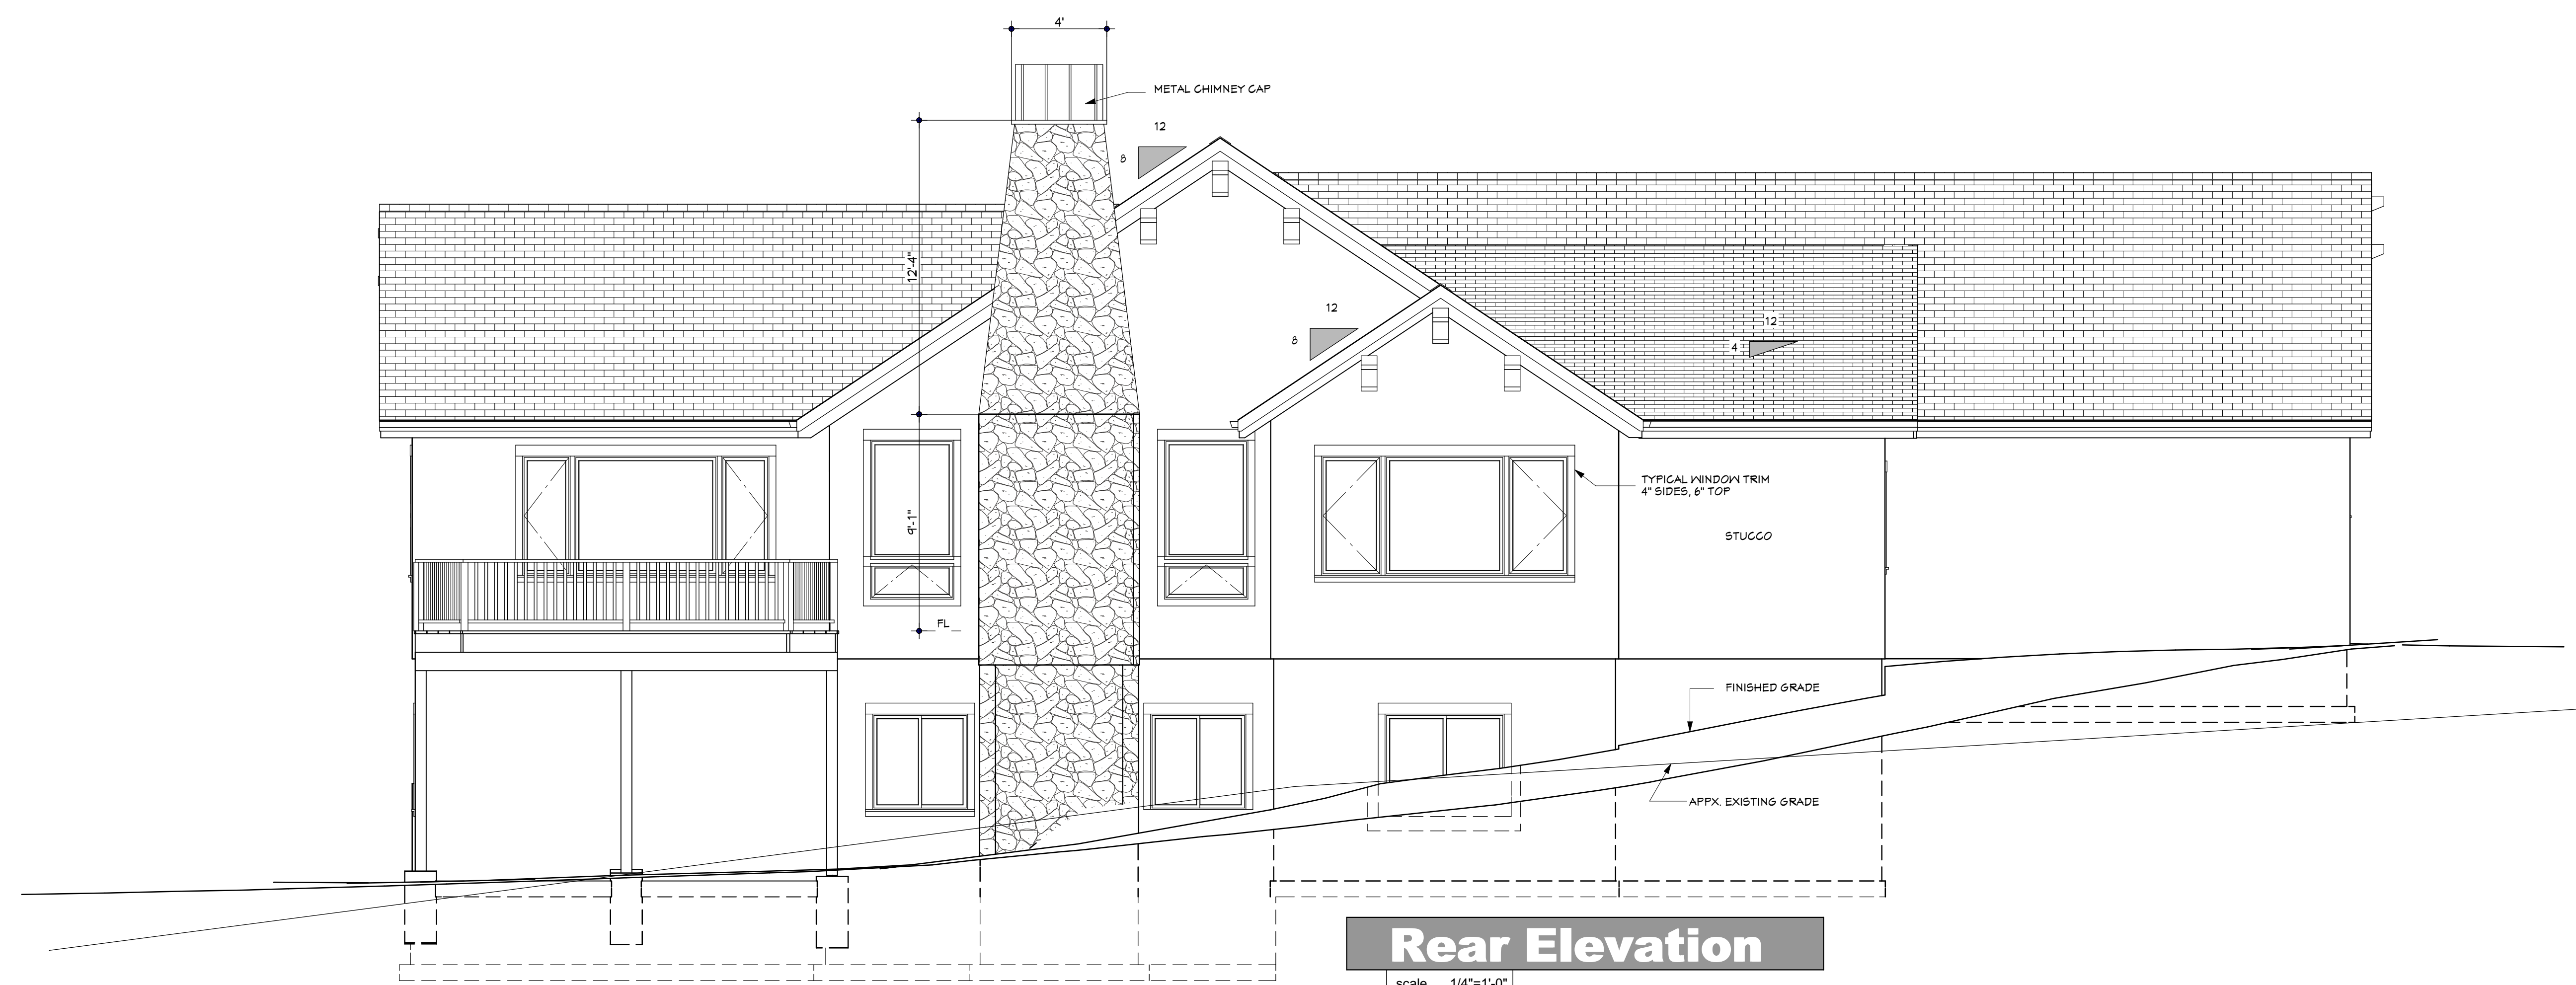 4'
METAL CHIMNEY CAP
12
8
12'-4"
12
8
12
4
TYPICAL WINDOW TRIM
4" SIDES, 6" TOP
9'-1"
STUCCO
FL
FINISHED GRADE
APPX. EXISTING GRADE
Rear Elevation
scale 1/4"=1'-0"